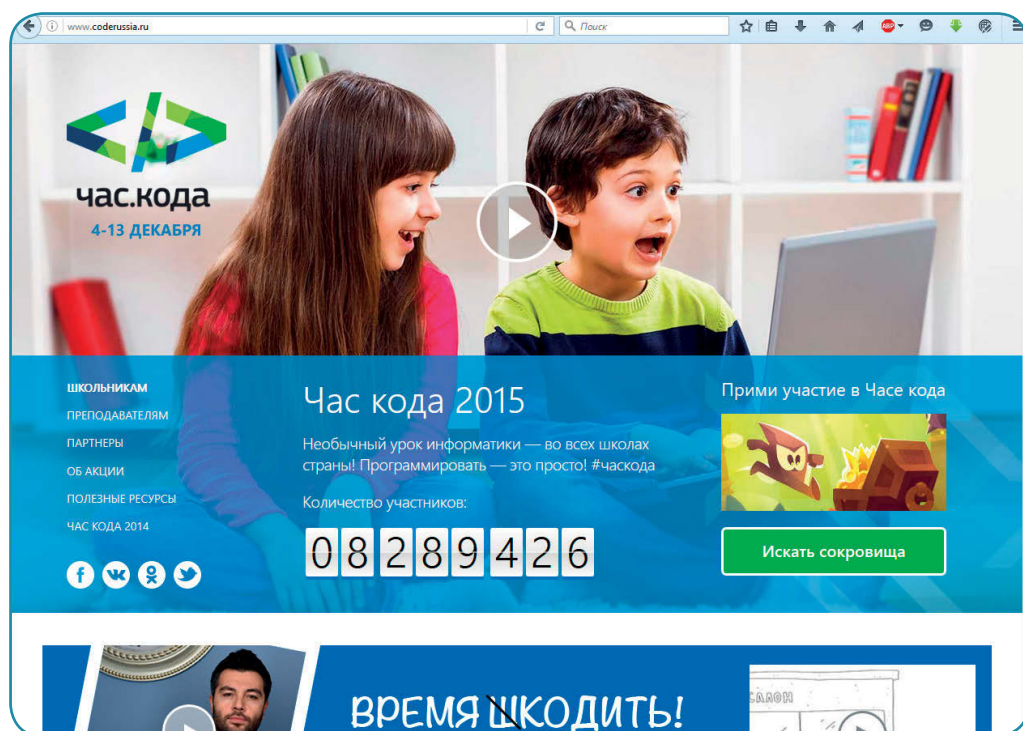 www.coderussia.ru
Поиск
ABP
час.кода
4-13 ДЕКАБРЯ
ШКОЛЬНИКАМ
ПРЕПОДАВАТЕЛЯМ
ПАРТНЕРЫ
ОБ АКЦИИ
ПОЛЕЗНЫЕ РЕСУРСЫ
ЧАС КОДА 2014
Час кода 2015
Необычный урок информатики — во всех школах
страны! Программировать — это просто! #часкода
Количество участников:
08289426
Прими участие в Часе кода
Искать сокровища
ВРЕМЯ ШКОДИТЬ!
САЛОН